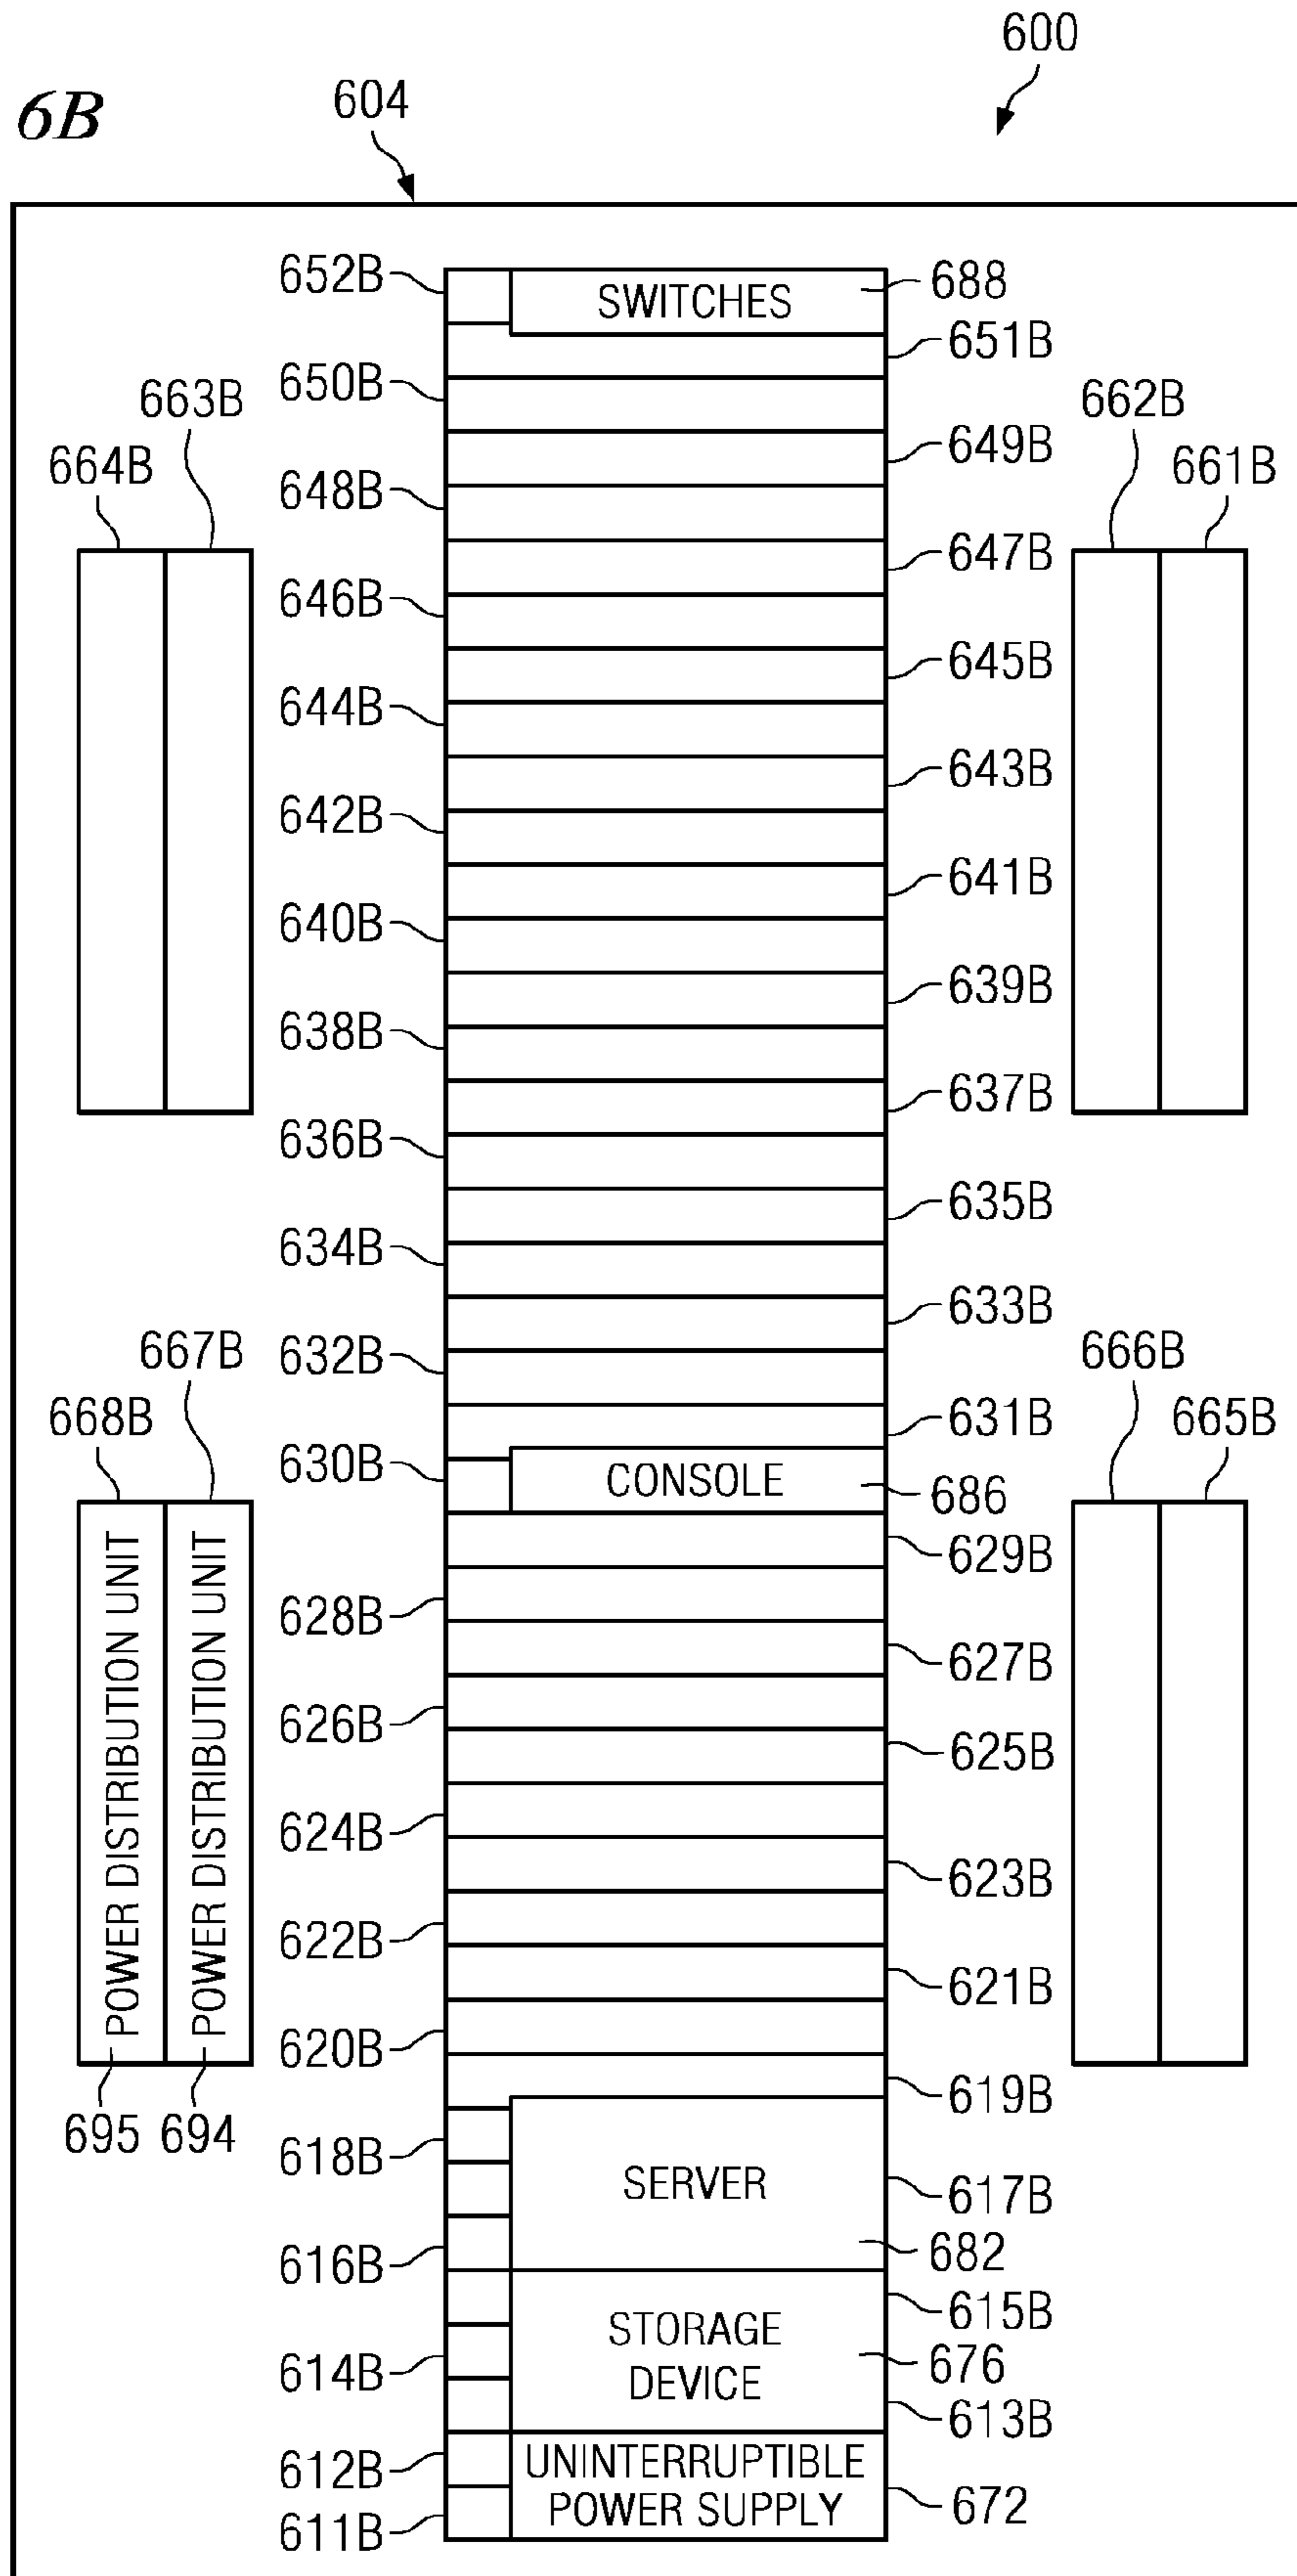 600
6B
604
652B
SWITCHES
688
651B
650B
663B
662B
649B
664B
661B
648B
647B
646B
645B
644B
643B
642B
641B
640B
639B
638B
637B
636B
635B
634B
633B
667B
632B
666B
668B
631B
665B
630B
CONSOLE
686
629B
POWER DISTRIBUTION UNIT
POWER DISTRIBUTION UNIT
628B
627B
626B
625B
624B
623B
622B
621B
620B
619B
695
694
618B
SERVER
617B
682
616B
615B
STORAGE
DEVICE
676
614B
613B
612B
UNINTERRUPTIBLE
POWER SUPPLY
672
611B